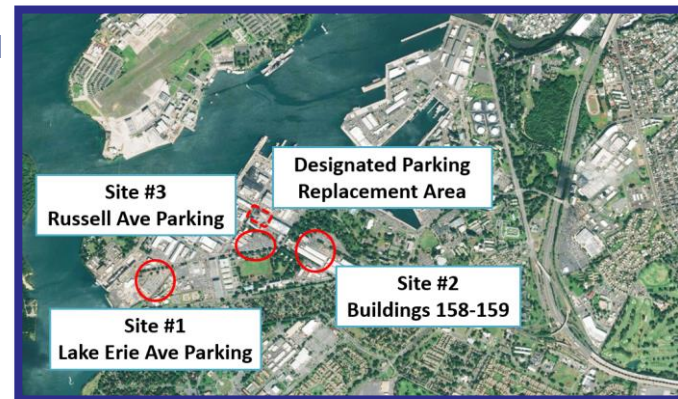 Designated Parking
Replacement Area
Site #3
Russell Ave Parking
Site #2
Buildings 158-159
Site #1
Lake Erie Ave Parking